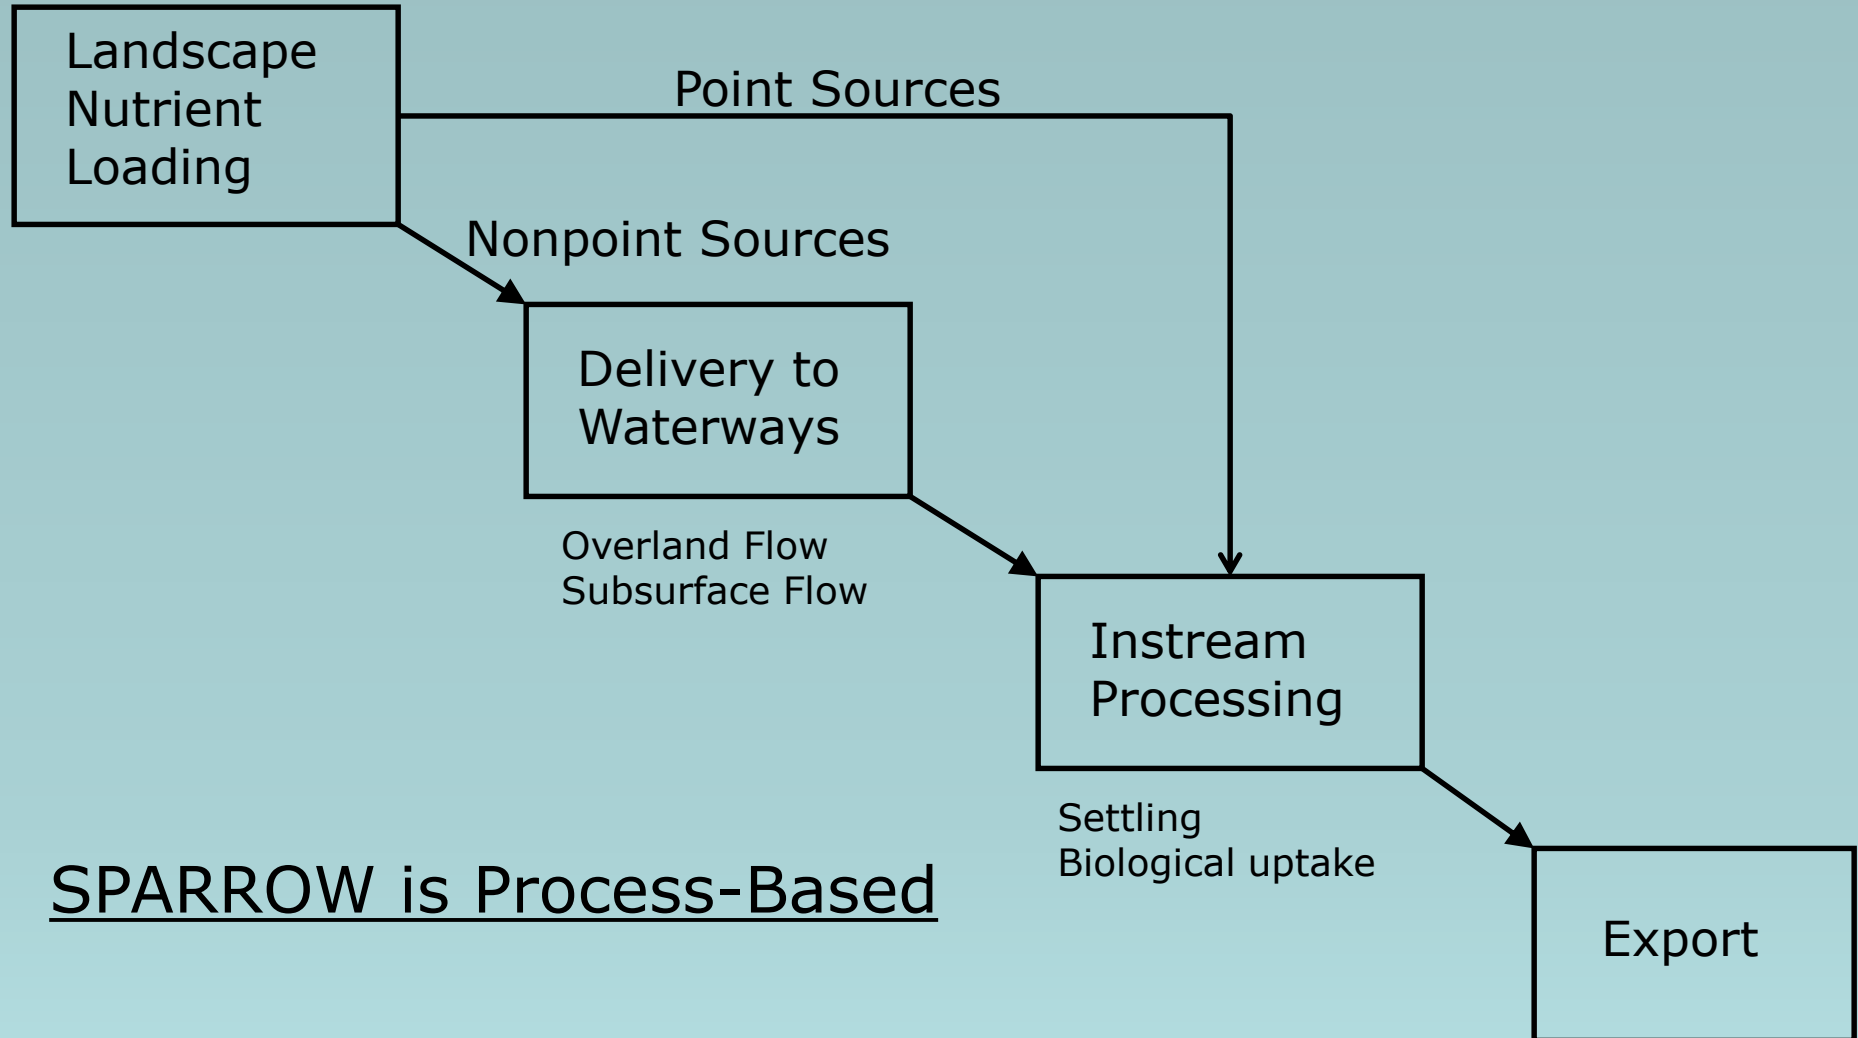 Landscape
Nutrient
Loading
Point Sources
Nonpoint Sources
Delivery to
Waterways
Overland Flow
Subsurface Flow
Instream
Processing
Settling
Biological uptake
SPARROW is Process-Based
Export